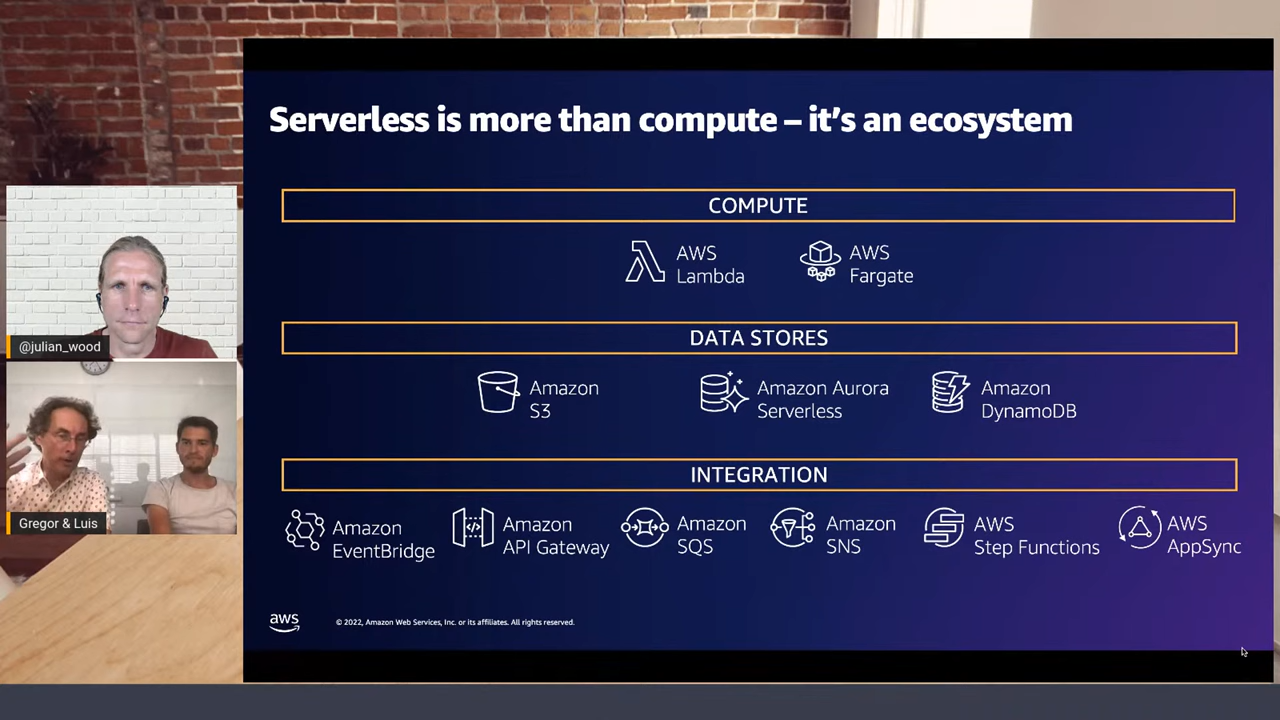 Serverless is more than compute – it's an ecosystem
COMPUTE
AWS
Lambda
AWS
Fargate
DATA STORES
Amazon
S3
Amazon Aurora
Serverless
Amazon
DynamoDB
INTEGRATION
Amazon
EventBridge
Amazon
API Gateway
Amazon
SQS
Amazon
SNS
AWS
Step Functions
AWS
AppSync
aws
© 2022, Amazon Web Services, Inc. or its affiliates. All rights reserved.
@julian_wood
Gregor & Luis